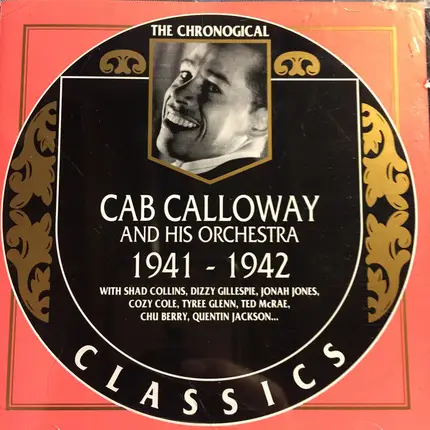 THE CHRONOGICAL
CAB CALLOWAY
AND HIS ORCHESTRA
1941 - 1942
WITH SHAD COLLINS, DIZZY GILLESPIE, JONAH JONES,
COZY COLE, TYREE GLENN, TED McRAE,
CHU BERRY, QUENTIN JACKSON...
CLASSICS